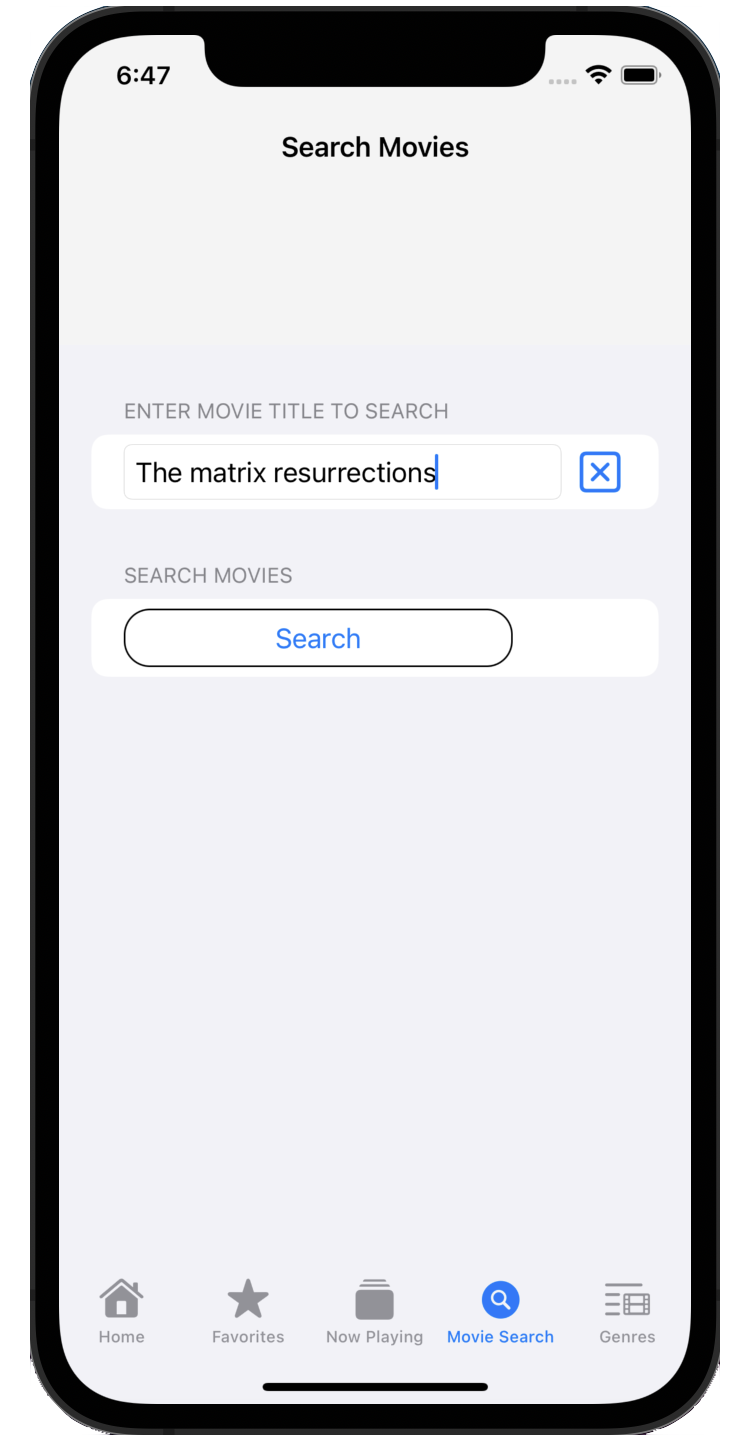 6:47
Search Movies
ENTER MOVIE TITLE TO SEARCH
The matrix resurrections
SEARCH MOVIES
Search
Home Favorites Now Playing Movie Search Genres